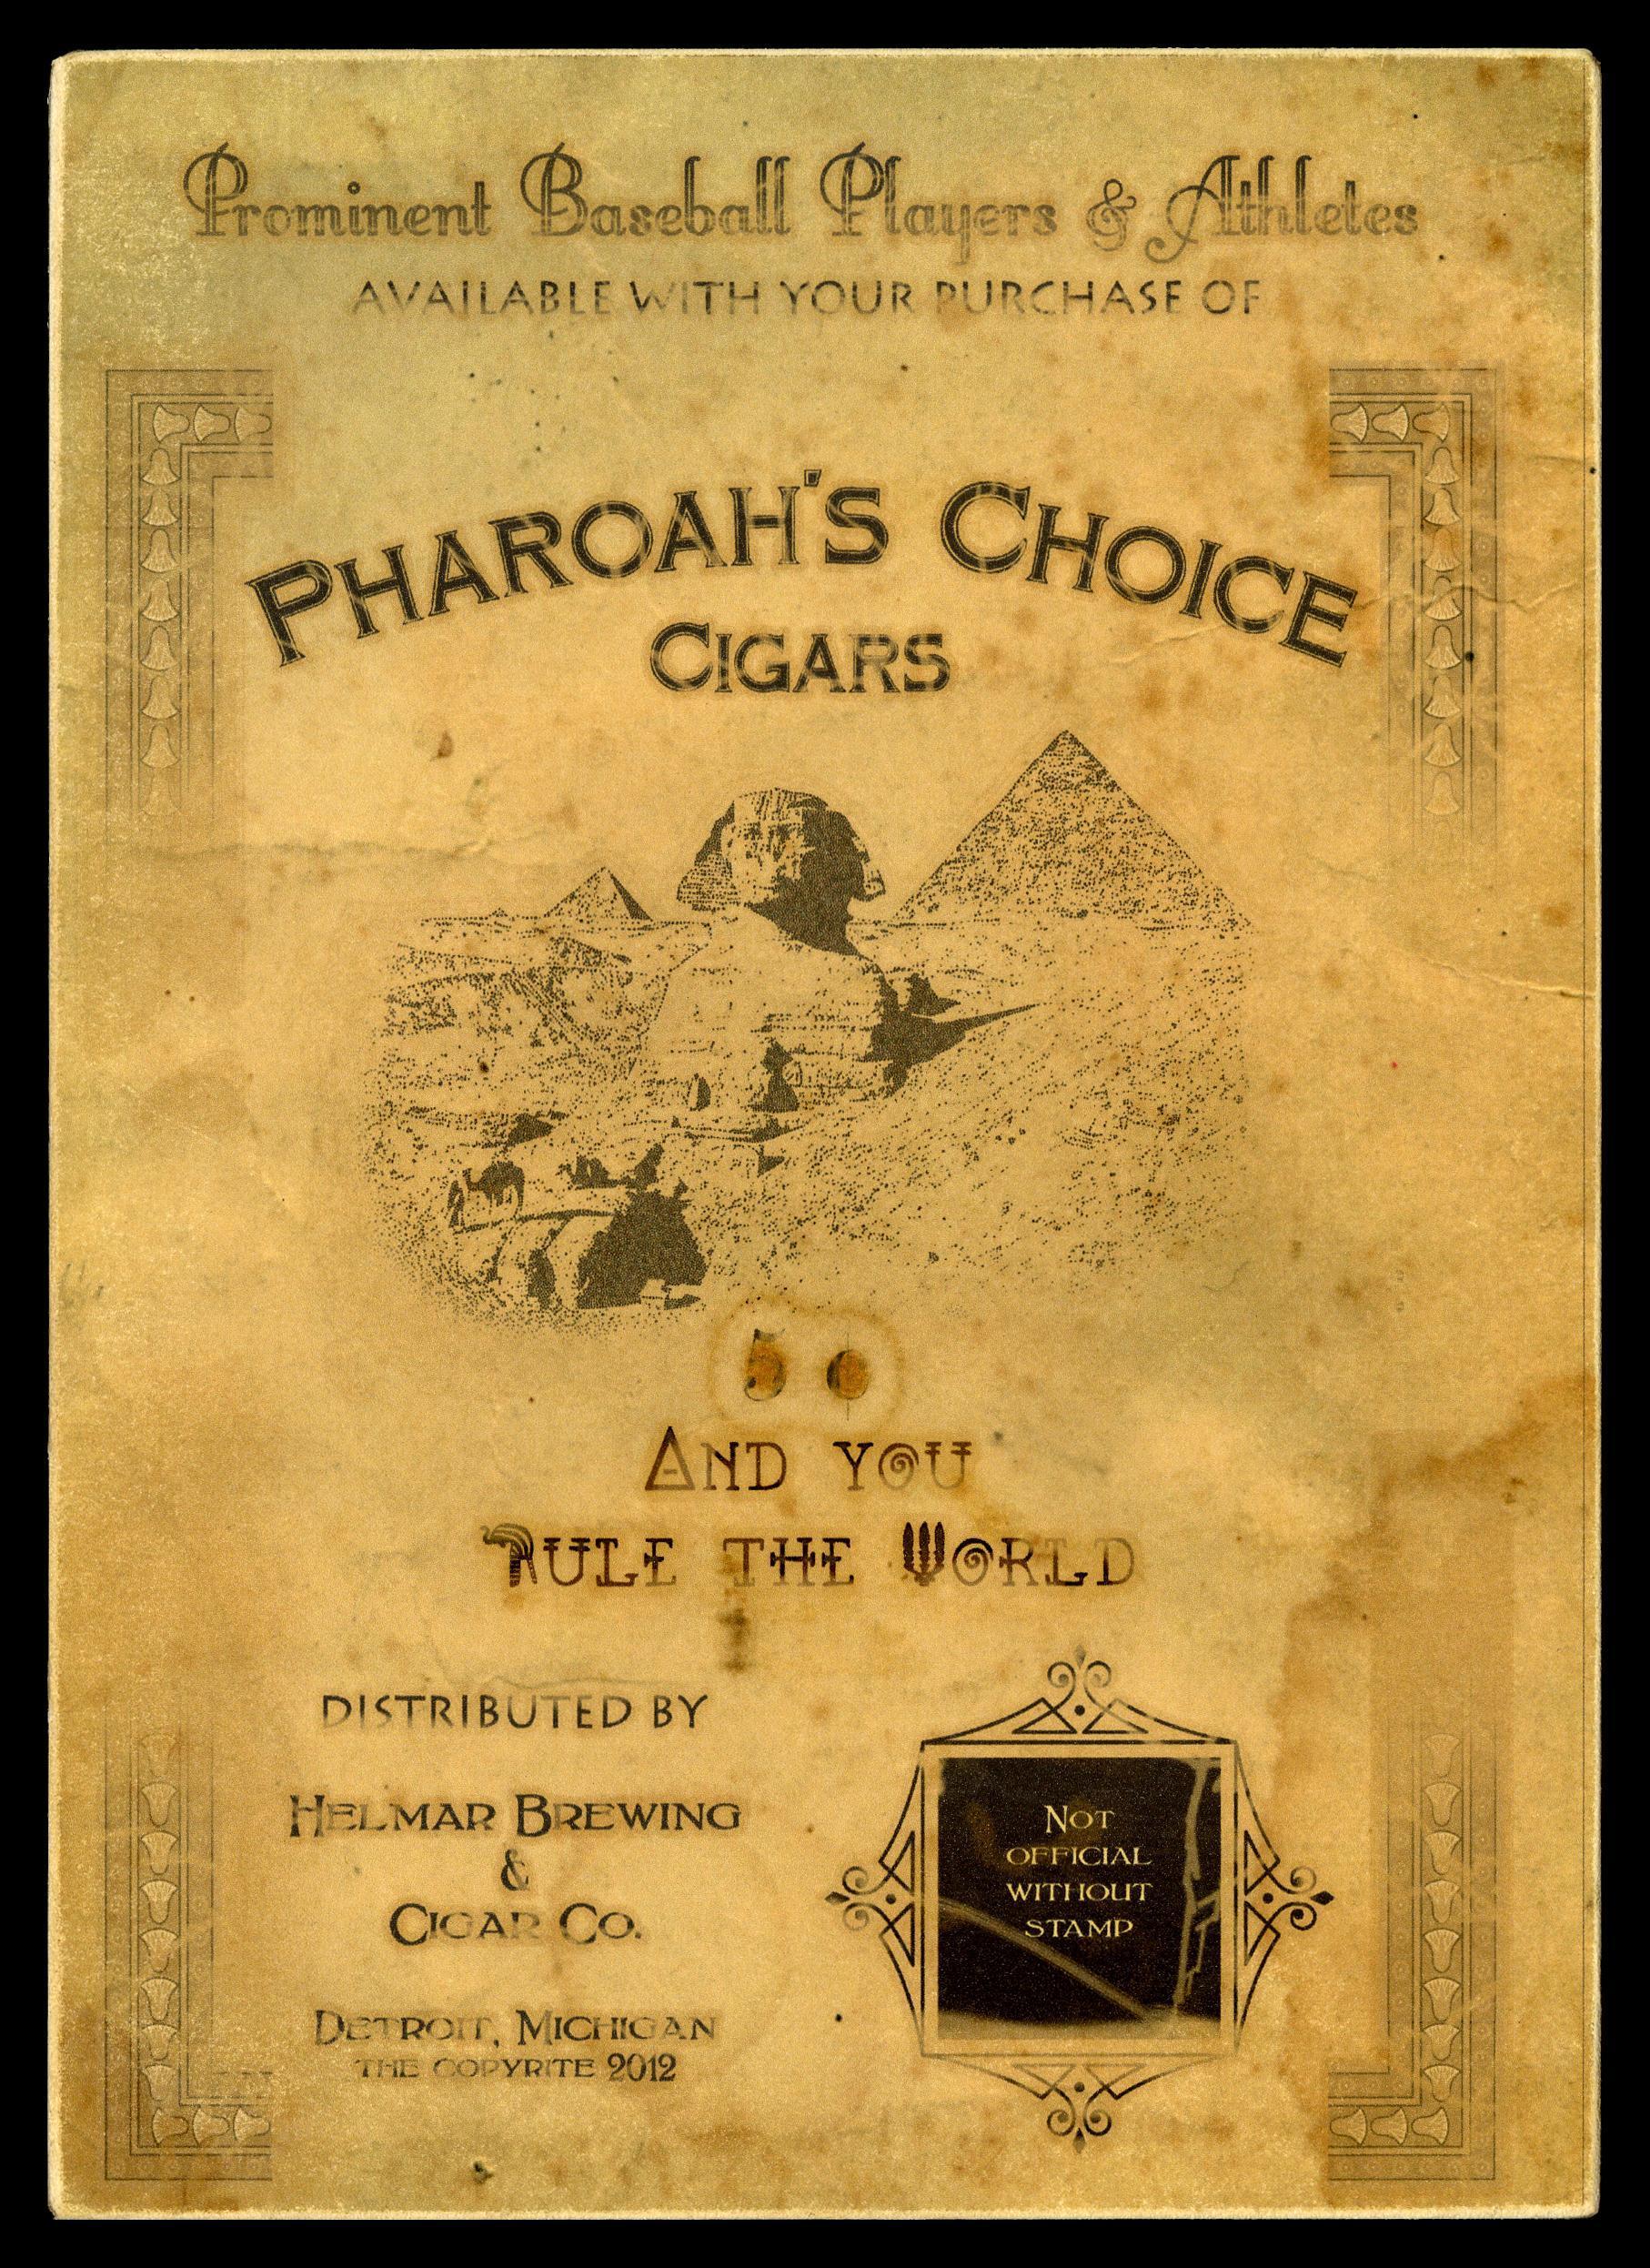 Prominent Baseball Players & Athletes
AVAILABLE WITH YOUR PURCHASE OF
PHAROAH'S CHOICE
CIGARS
5 ¢
AND YOU
RULE THE WORLD
DISTRIBUTED BY
HELMAR BREWING
&
CIGAR CO.
DETROIT, MICHIGAN
THE COPYRITE 2012
NOT
OFFICIAL
WITHOUT
STAMP